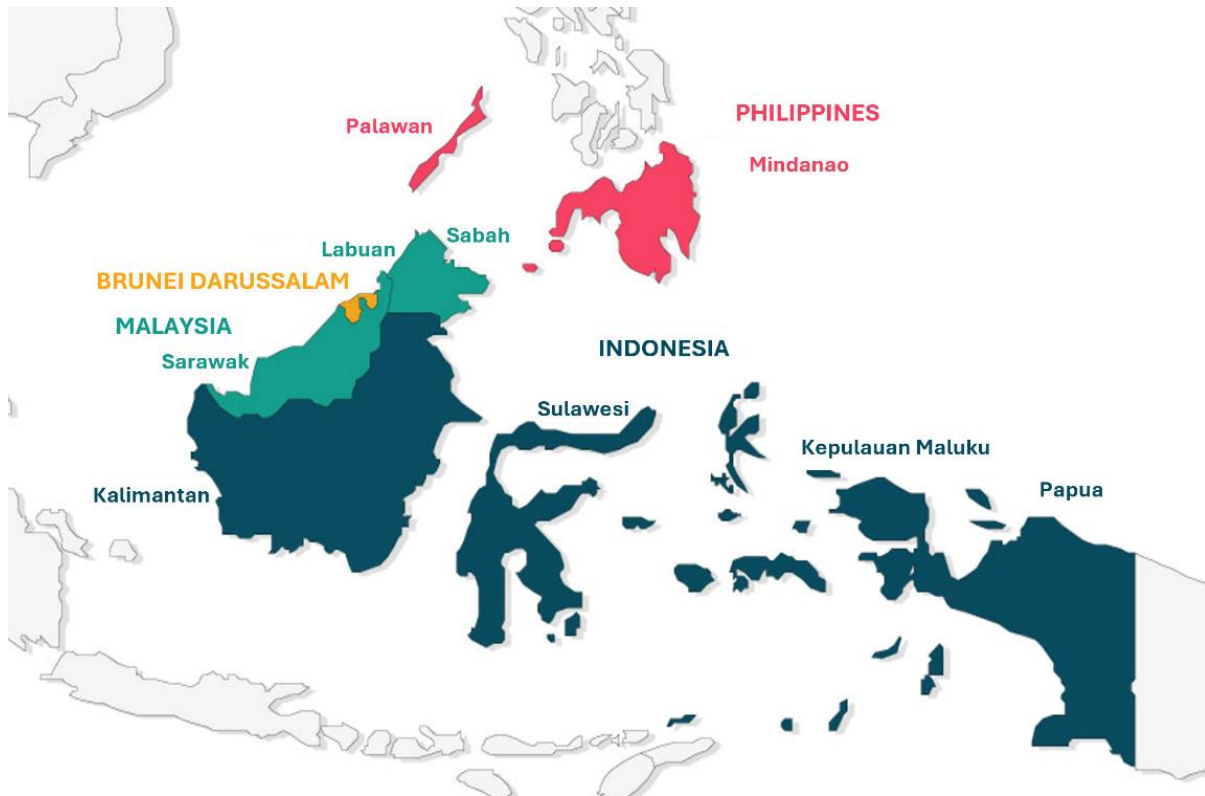 PHILIPPINES
Palawan
Mindanao
Sabah
Labuan
BRUNEI DARUSSALAM
MALAYSIA
Sarawak
INDONESIA
Sulawesi
Kepulauan Maluku
Kalimantan
Papua